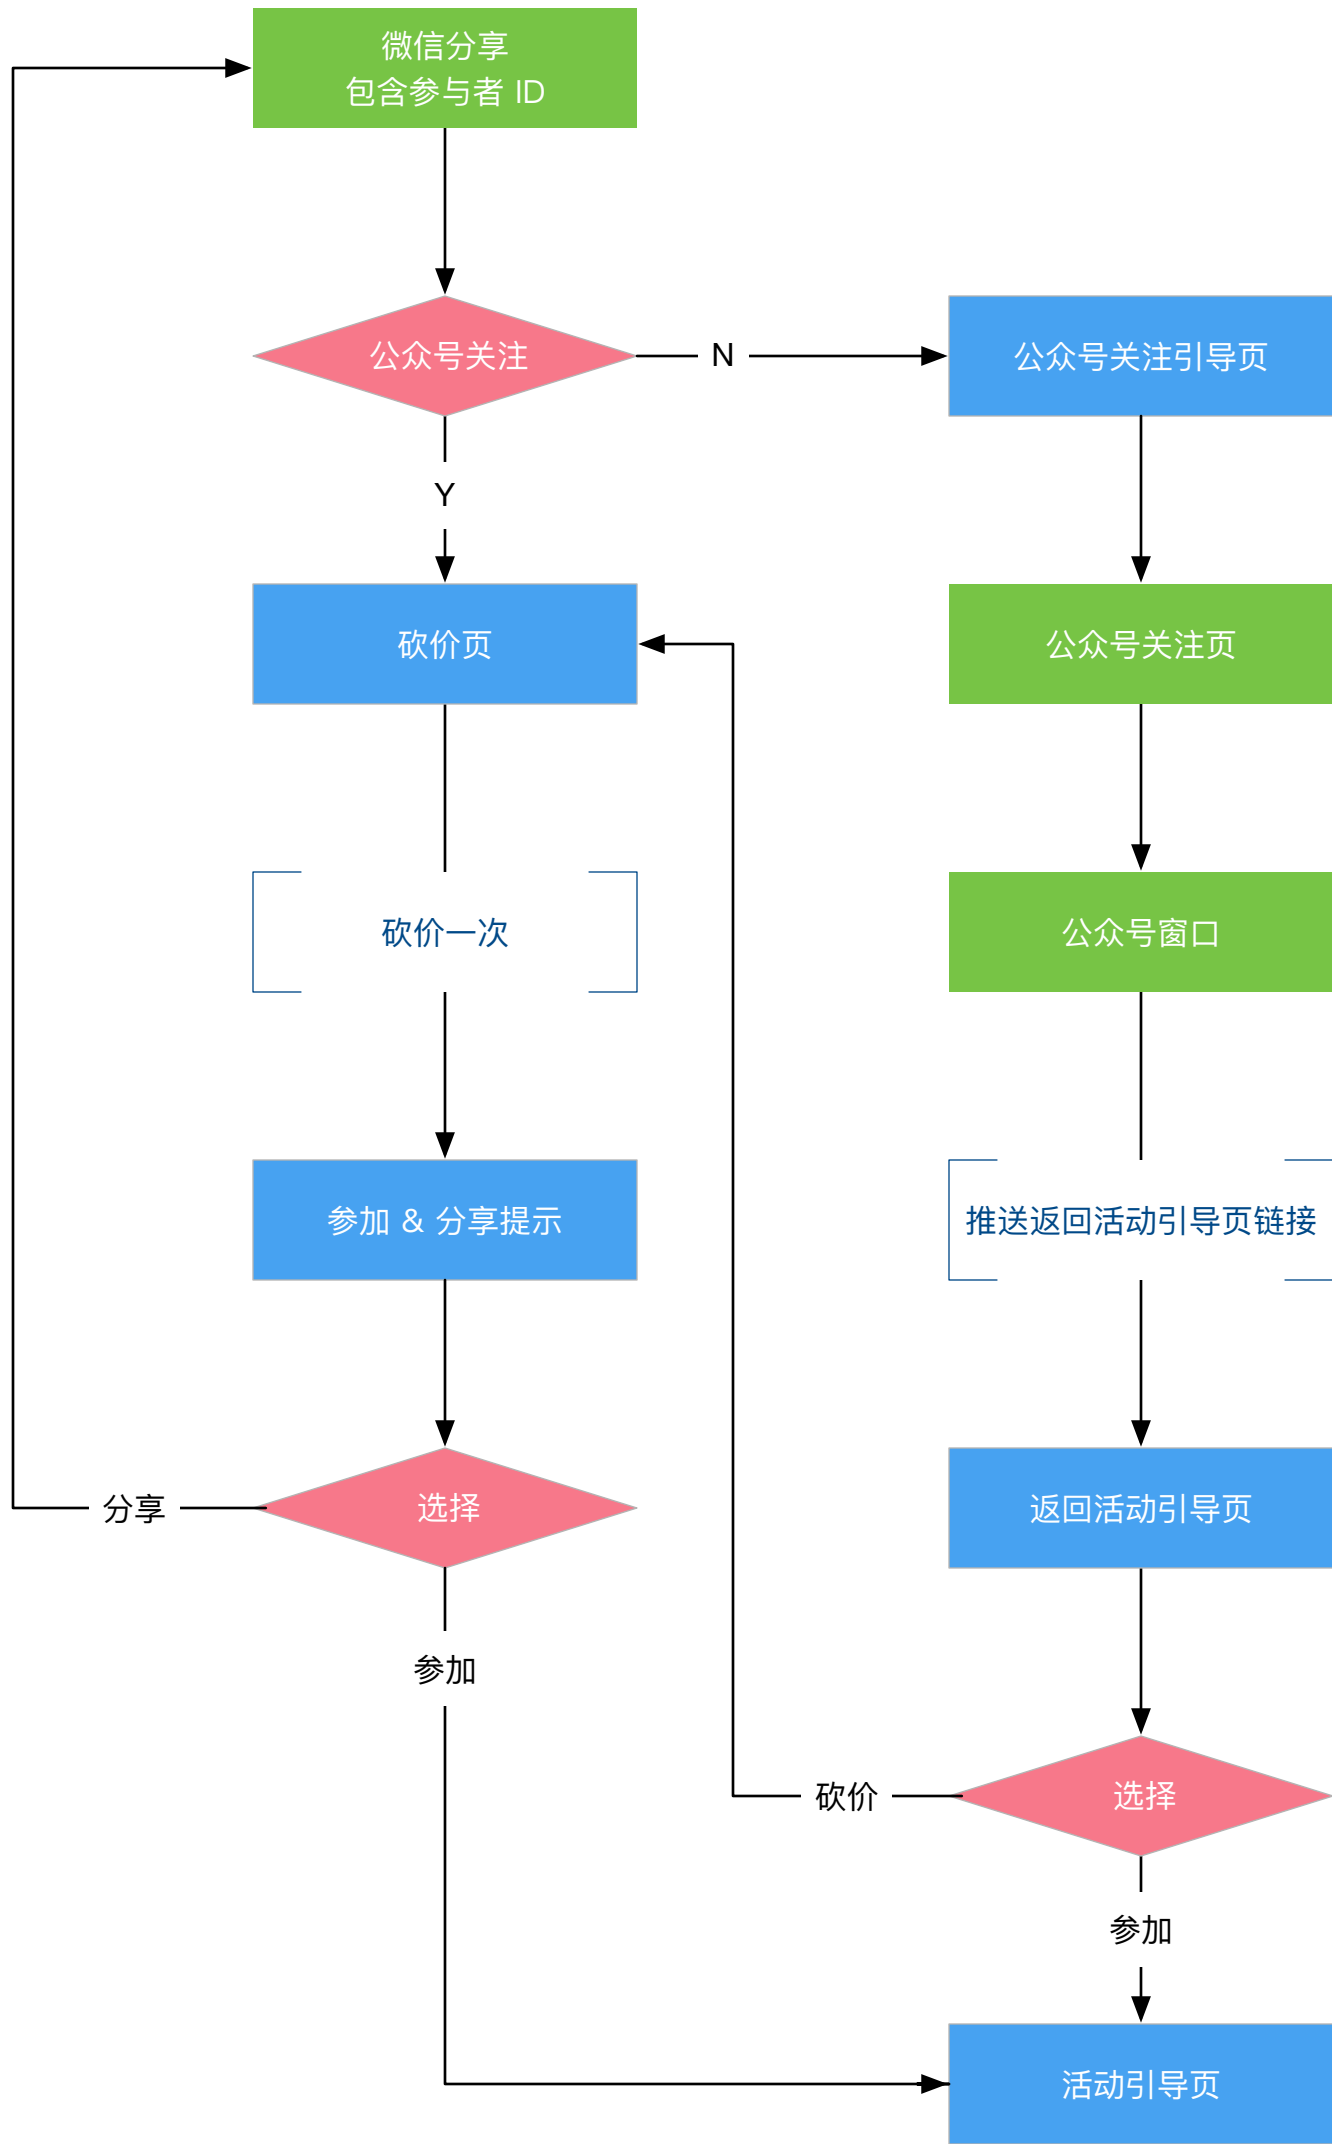 微信分享
包含参与者 ID
公众号关注
N
公众号关注引导页
Y
砍价页
公众号关注页
砍价一次
公众号窗口
参加 & 分享提示
推送返回活动引导页链接
分享
选择
返回活动引导页
参加
砍价
选择
参加
活动引导页